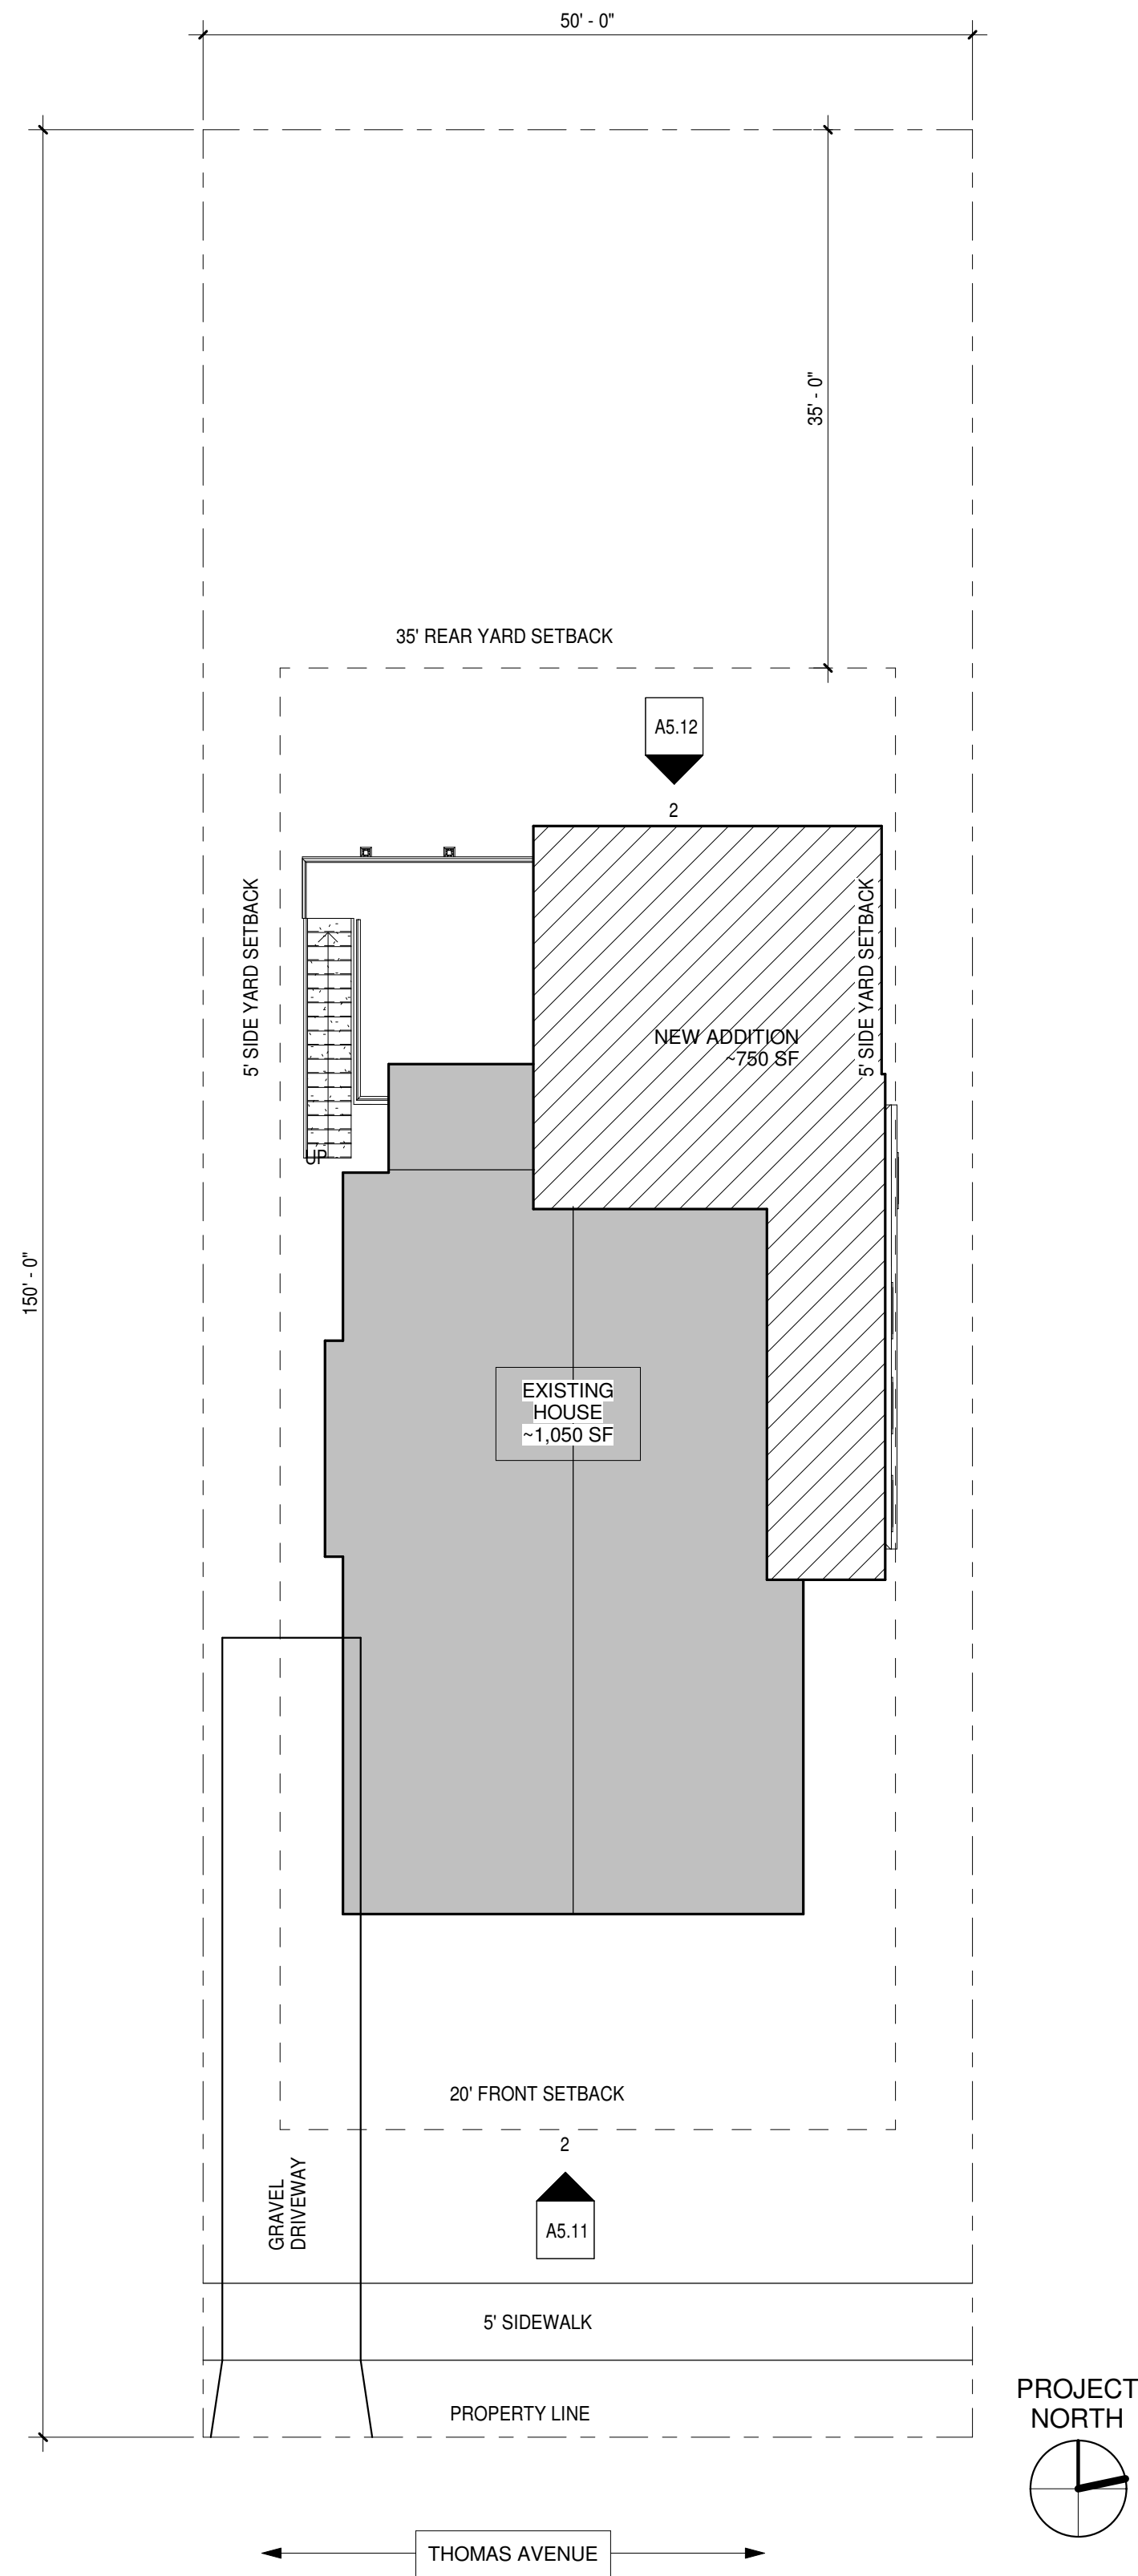 50' - 0"
35' - 0"
35' REAR YARD SETBACK
A5.12
2
5' SIDE YARD SETBACK
5' SIDE YARD SETBACK
NEW ADDITION
~750 SF
UP
150' - 0"
EXISTING
HOUSE
~1,050 SF
20' FRONT SETBACK
2
A5.11
GRAVEL
DRIVEWAY
5' SIDEWALK
PROPERTY LINE
PROJECT
NORTH
THOMAS AVENUE